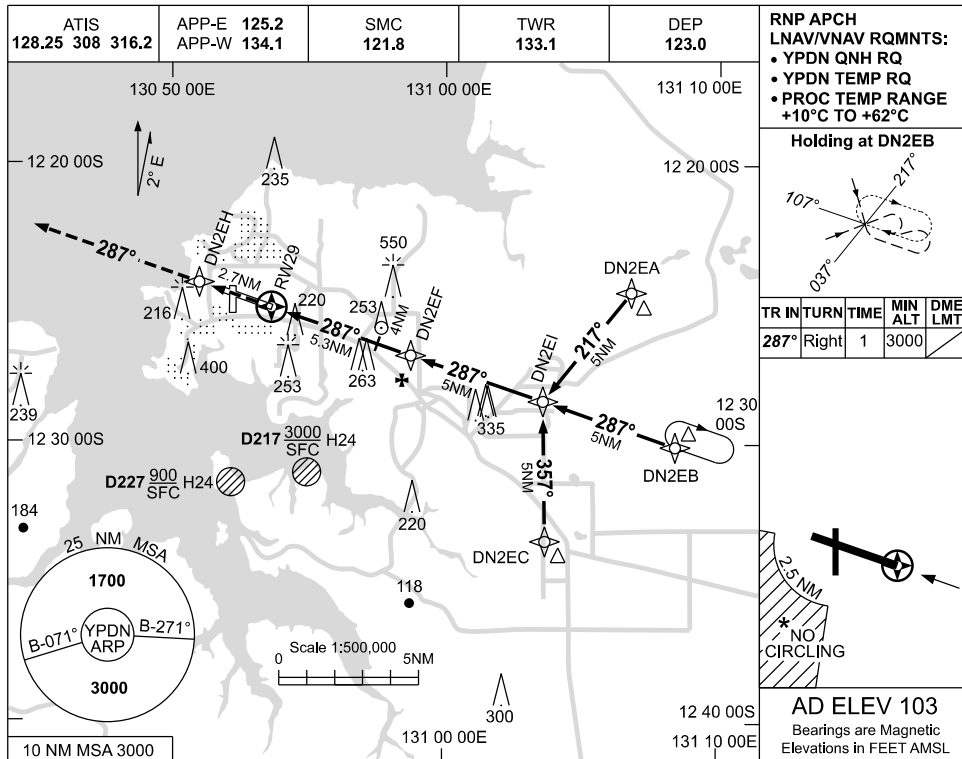 ATIS
128.25 308 316.2
APP-E 125.2
APP-W 134.1
SMC
121.8
TWR
133.1
DEP
123.0
RNP APCH
LNAV/VNAV RQMNTS:
• YPDN QNH RQ
• YPDN TEMP RQ
• PROC TEMP RANGE
+10°C TO +62°C
Holding at DN2EB
217°
107°
037°
TR IN TURN TIME MIN ALT DME LMT
287° Right 1 3000
130 50 00E
131 00 00E
131 10 00E
12 20 00S
12 20 00S
2° E
235
287°
DN2EH
2.7NM
RW29
550
216
220
253
4NM
DN2EF
DN2EA
287°
5.3NM
DN2EI
217°
5NM
400
253
263
287°
5NM
239
335
287°
5NM
12 30
00S
12 30 00S
D217 3000 H24
SFC
DN2EB
357°
5NM
D227 900 H24
SFC
184
220
DN2EC
25 NM MSA
1700
118
B-071°
YPDN
ARP
B-271°
3000
Scale 1:500,000
0 5NM
300
2.5 NM
* NO
CIRCLING
12 40 00S
10 NM MSA 3000
131 00 00E
131 10 00E
AD ELEV 103
Bearings are Magnetic
Elevations in FEET AMSL